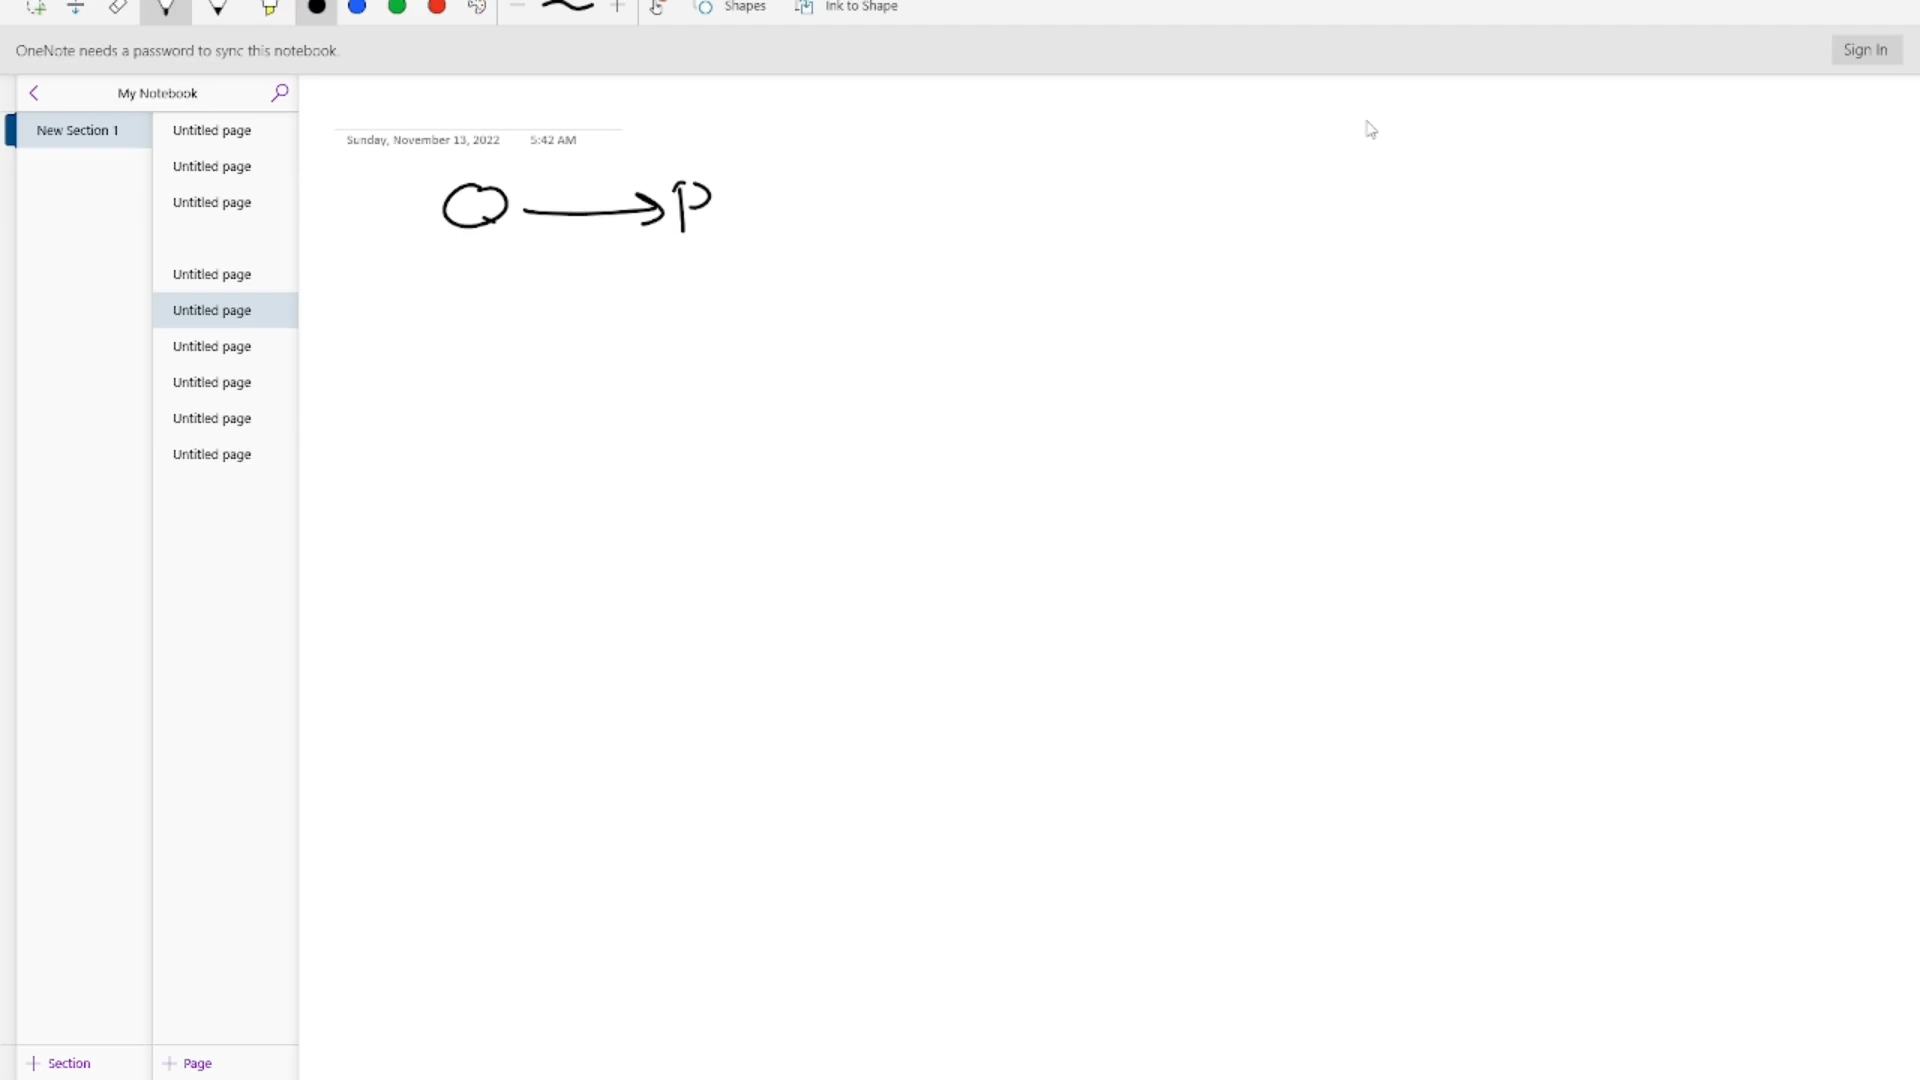 Shapes
Ink to Shape
OneNote needs a password to sync this notebook.
Sign In
My Notebook
New Section 1
Untitled page
Untitled page
Untitled page
Untitled page
Untitled page
Untitled page
Untitled page
Untitled page
Untitled page
Sunday, November 13, 2022 5:42 AM
Q → P
+ Section
+ Page